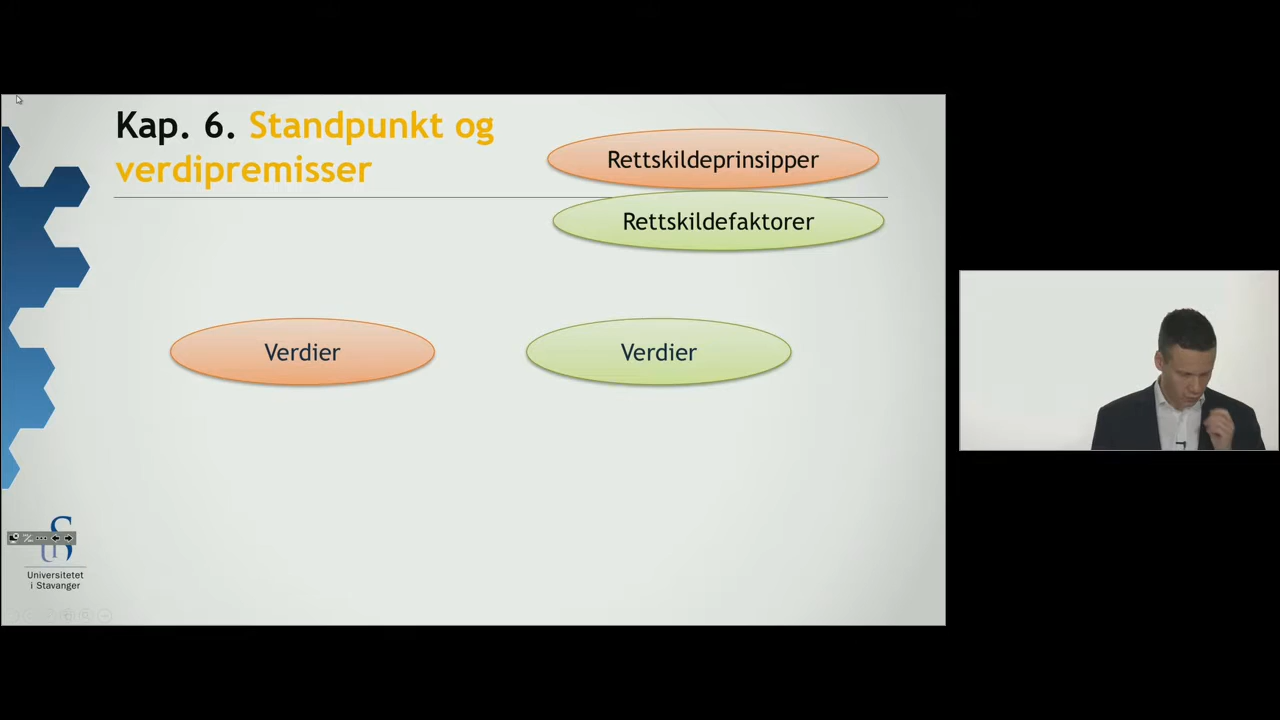 Kap. 6. Standpunkt og
verdipremisser
Rettskildeprinsipper
Rettskildefaktorer
Verdier
Verdier
Universitetet
i Stavanger